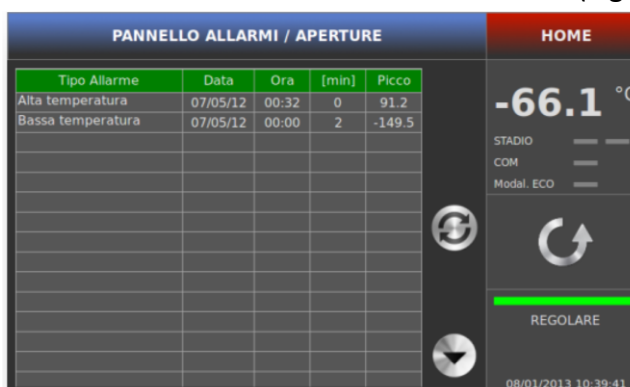 PANNELLO ALLARMI / APERTURE
HOME
Tipo Allarme Data Ora [min] Picco
Alta temperatura 07/05/12 00:32 0 91.2
Bassa temperatura 07/05/12 00:00 2 -149.5
-66.1 °C
STADIO
COM
Modal. ECO
REGOLARE
08/01/2013 10:39:41